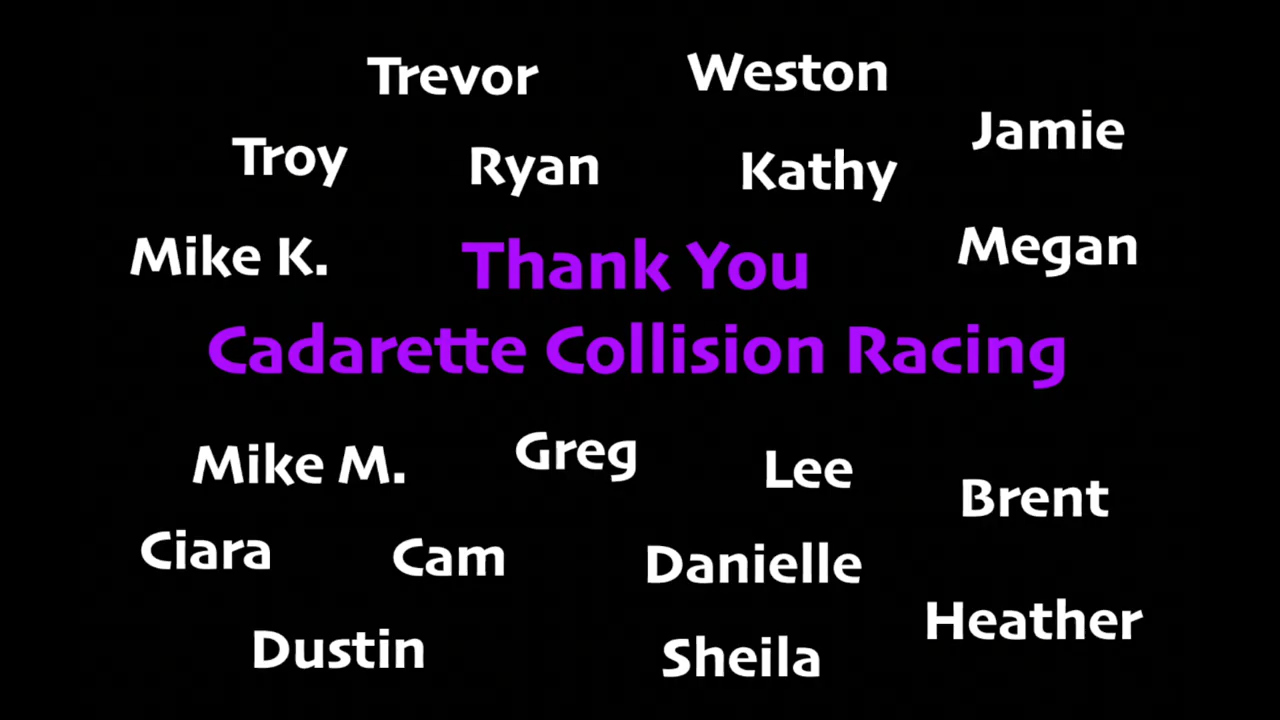 Trevor Weston
Jamie
Troy Ryan Kathy
Mike K. Thank You Megan
Cadarette Collision Racing
Mike M. Greg Lee
Brent
Ciara Cam Danielle
Heather
Dustin Sheila